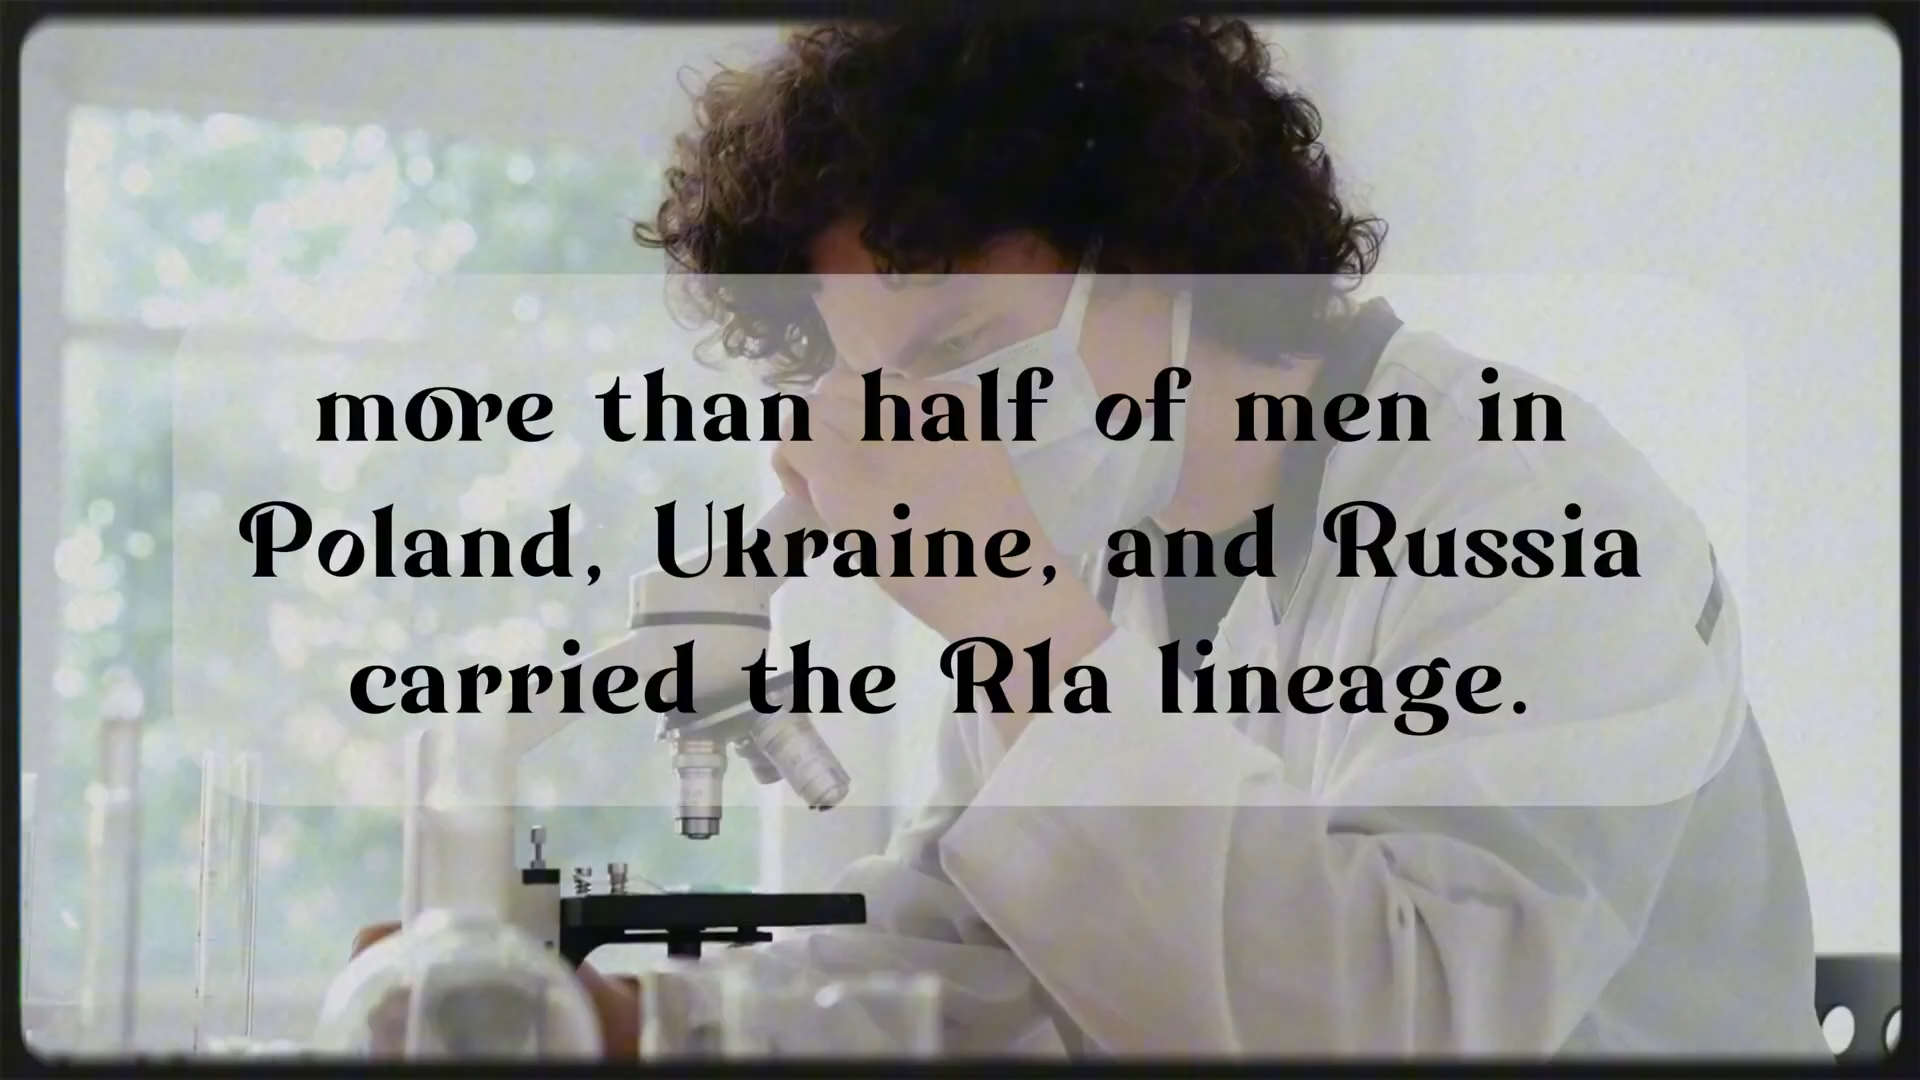 more than half of men in
Poland, Ukraine, and Russia
carried the R1a lineage.